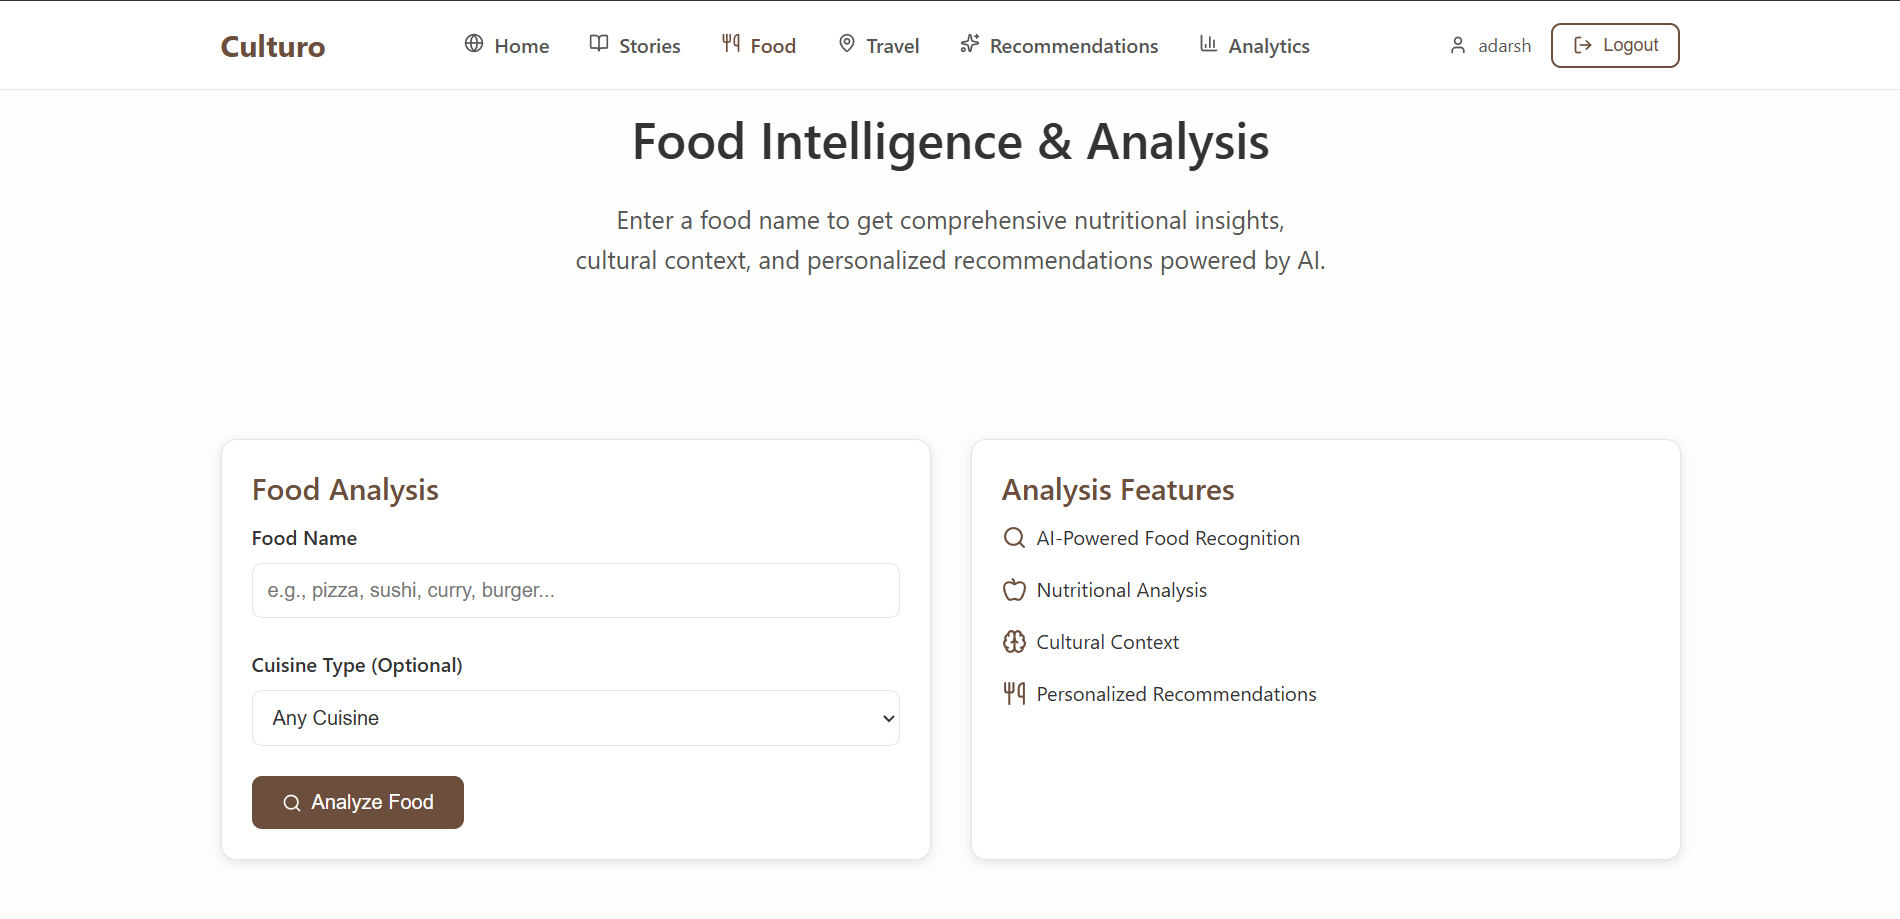 Culturo
Home
Stories
Food
Travel
Recommendations
Analytics
adarsh
Logout
Food Intelligence & Analysis
Enter a food name to get comprehensive nutritional insights,
cultural context, and personalized recommendations powered by AI.
Food Analysis
Food Name
e.g., pizza, sushi, curry, burger...
Cuisine Type (Optional)
Any Cuisine
Analyze Food
Analysis Features
AI-Powered Food Recognition
Nutritional Analysis
Cultural Context
Personalized Recommendations